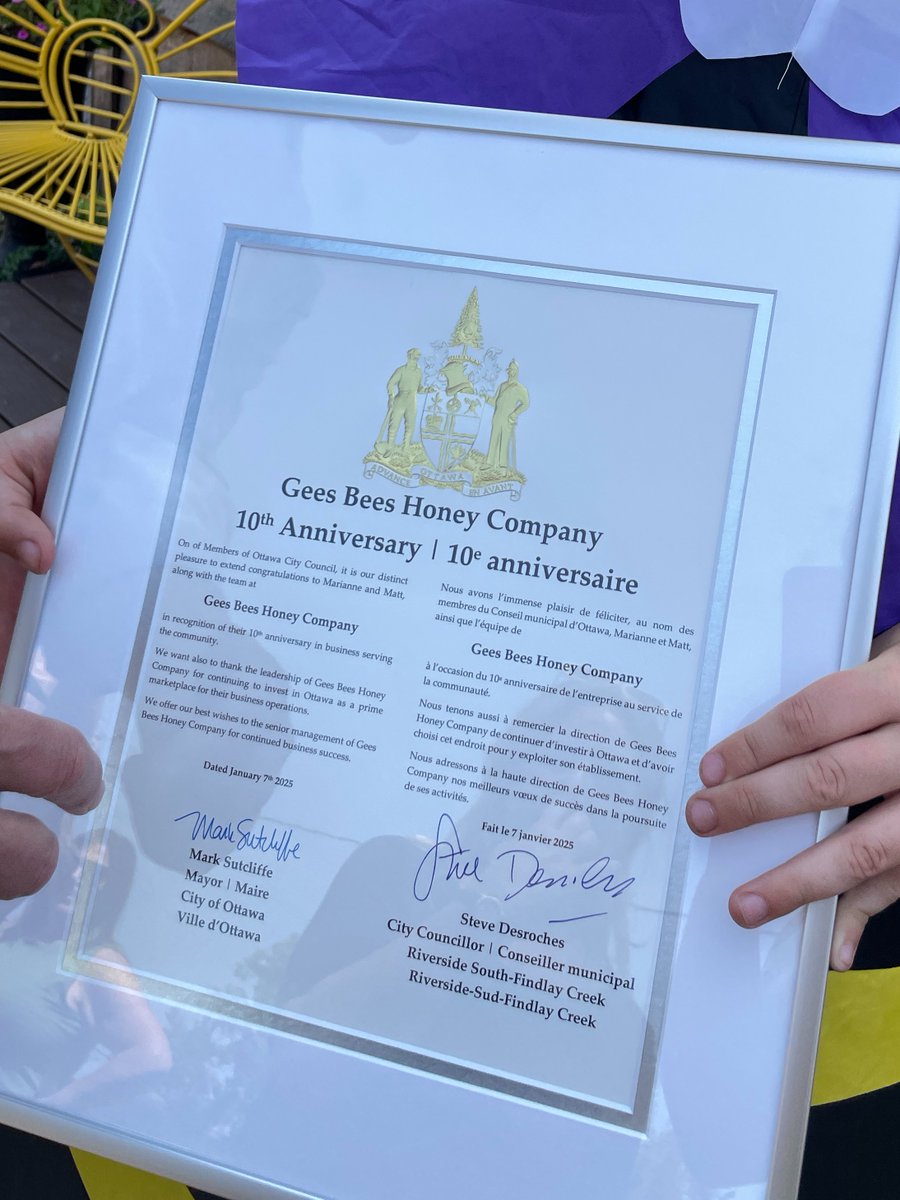 ADVANCE OTTAWA EN AVANT
Gees Bees Honey Company
10th Anniversary | 10e anniversaire
On of Members of Ottawa City Council, it is our distinct
pleasure to extend congratulations to Marianne and Matt,
along with the team at
Gees Bees Honey Company
in recognition of their 10th anniversary in business serving
the community.
We want also to thank the leadership of Gees Bees Honey
Company for continuing to invest in Ottawa as a prime
marketplace for their business operations.
We offer our best wishes to the senior management of Gees
Bees Honey Company for continued business success.
Dated January 7th 2025
Mark Sutcliffe
Mark Sutcliffe
Mayor | Maire
City of Ottawa
Ville d'Ottawa
Nous avons l'immense plaisir de féliciter, au nom des
membres du Conseil municipal d'Ottawa, Marianne et Matt,
ainsi que l'équipe de
Gees Bees Honey Company
à l'occasion du 10e anniversaire de l'entreprise au service de
la communauté.
Nous tenons aussi à remercier la direction de Gees Bees
Honey Company de continuer d'investir à Ottawa et d'avoir
choisi cet endroit pour y exploiter son établissement.
Nous adressons à la haute direction de Gees Bees Honey
Company nos meilleurs vœux de succès dans la poursuite
de ses activités.
Fait le 7 janvier 2025
Steve Desroches
Steve Desroches
City Councillor | Conseiller municipal
Riverside South-Findlay Creek
Riverside-Sud-Findlay Creek